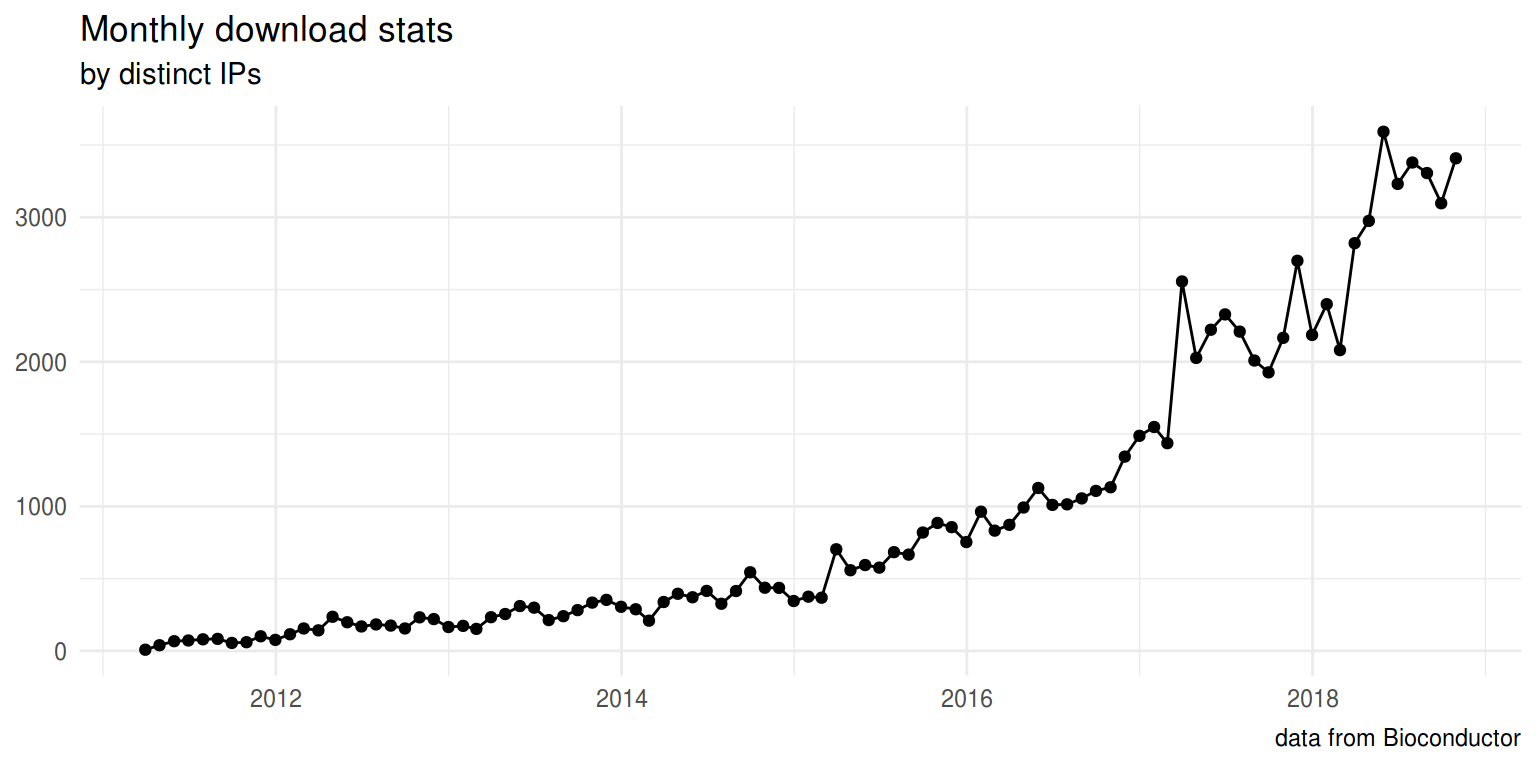 Monthly download stats
by distinct IPs
3000
2000
1000
0
2012 2014 2016 2018
data from Bioconductor